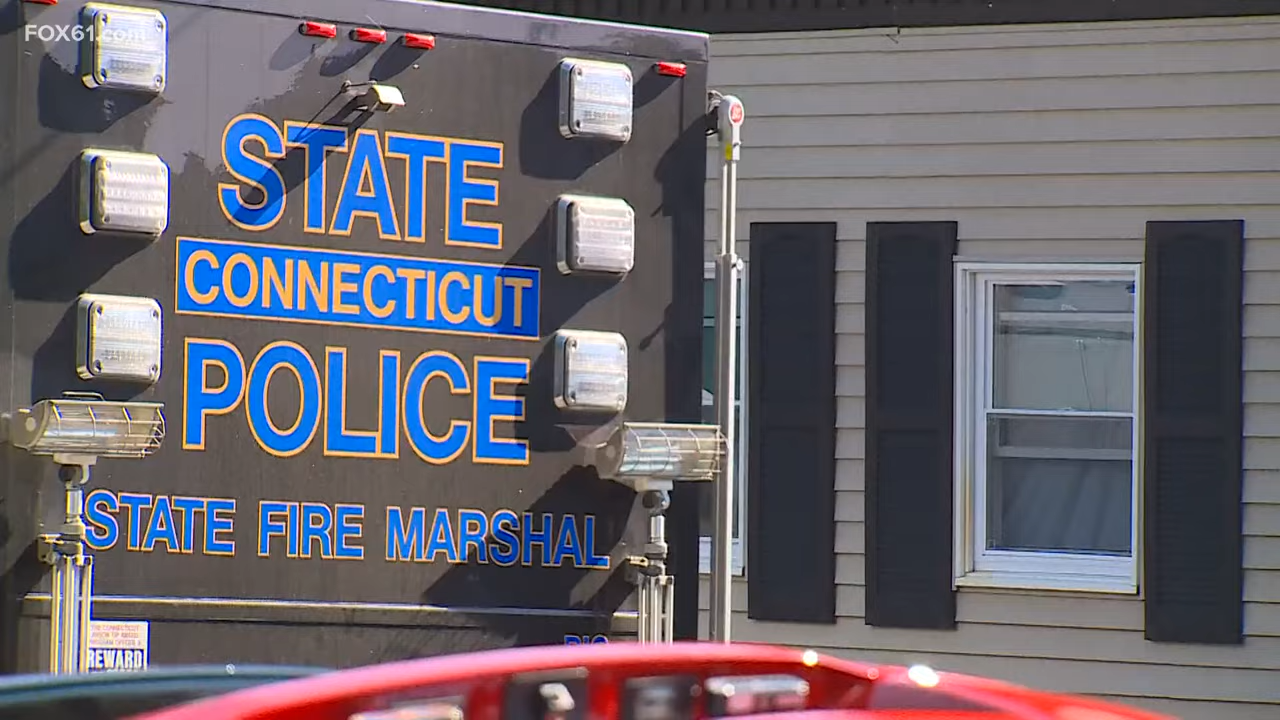 FOX61.com
STATE
CONNECTICUT
POLICE
STATE FIRE MARSHAL
REWARD